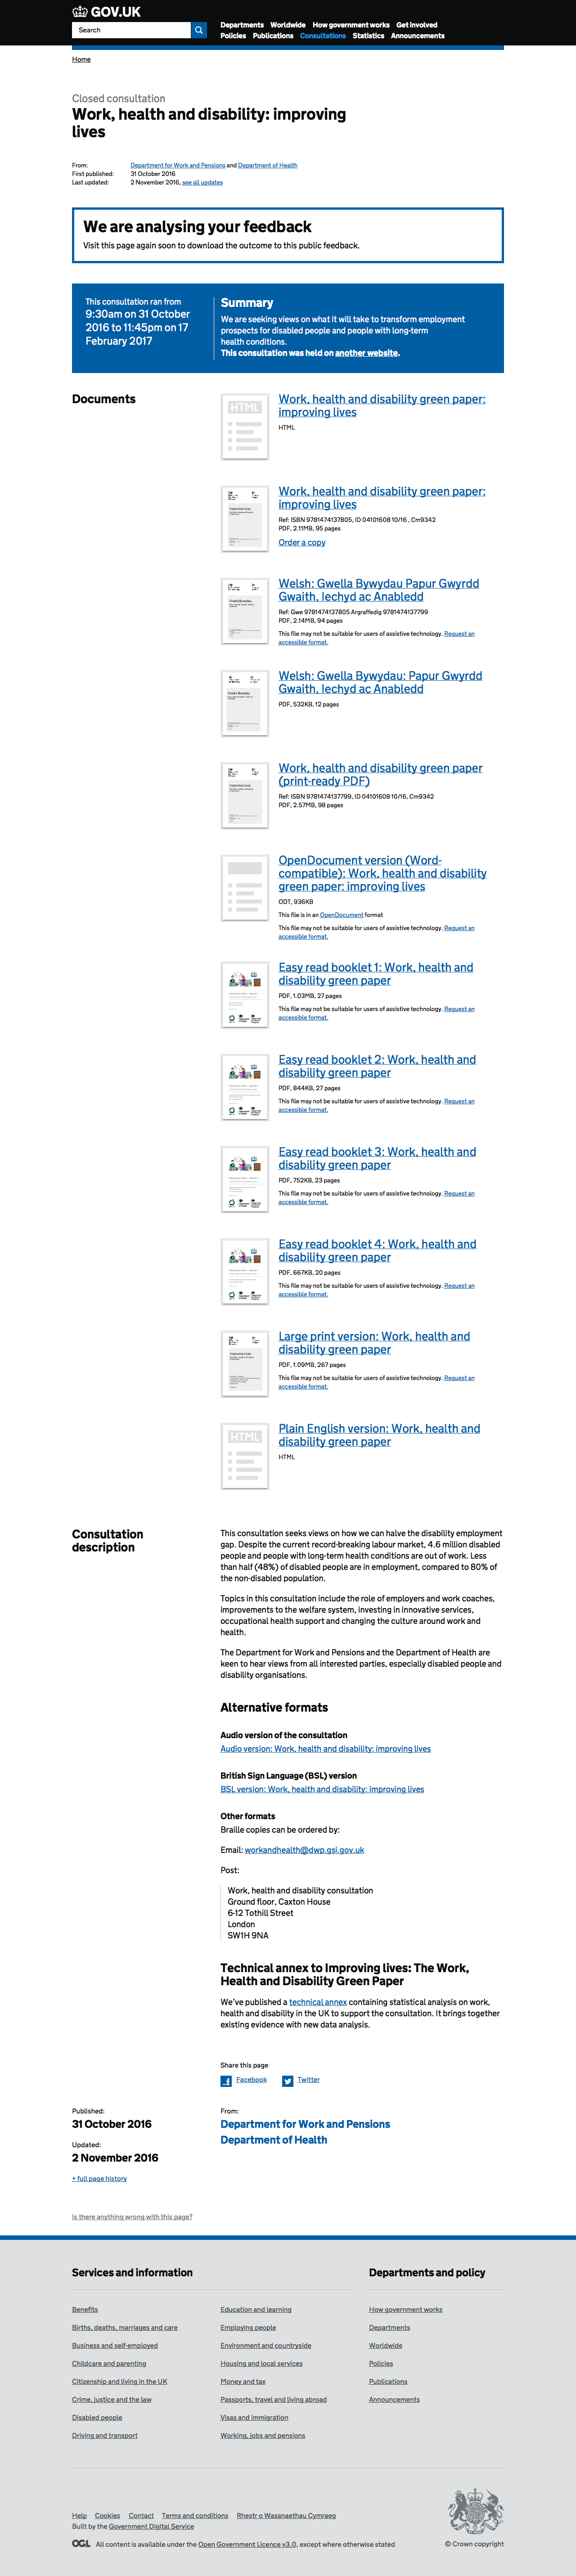 GOV.UK
Search
Departments Worldwide How government works Get involved
Policies Publications Consultations Statistics Announcements
Home
Closed consultation
Work, health and disability: improving
lives
From: Department for Work and Pensions and Department of Health
First published: 31 October 2016
Last updated: 2 November 2016, see all updates
We are analysing your feedback
Visit this page again soon to download the outcome to this public feedback.
This consultation ran from
9:30am on 31 October
2016 to 11:45pm on 17
February 2017
Summary
We are seeking views on what it will take to transform employment
prospects for disabled people and people with long-term
health conditions.
This consultation was held on another website.
Documents
HTML
Work, health and disability green paper:
improving lives
HTML
Work, health and disability green paper:
improving lives
Ref: ISBN 9781474137805, ID 04101608 10/16 , Cm9342
PDF, 2.11MB, 95 pages
Order a copy
Welsh: Gwella Bywydau Papur Gwyrdd
Gwaith, Iechyd ac Anabledd
Ref: Gwe 9781474137805 Argraffedig 9781474137799
PDF, 2.14MB, 94 pages
This file may not be suitable for users of assistive technology. Request an
accessible format.
Welsh: Gwella Bywydau: Papur Gwyrdd
Gwaith, Iechyd ac Anabledd
PDF, 532KB, 12 pages
Work, health and disability green paper
(print-ready PDF)
Ref: ISBN 9781474137799, ID 04101608 10/16, Cm9342
PDF, 2.57MB, 98 pages
OpenDocument version (Word-
compatible): Work, health and disability
green paper: improving lives
ODT, 936KB
This file is in an OpenDocument format
This file may not be suitable for users of assistive technology. Request an
accessible format.
Easy read booklet 1: Work, health and
disability green paper
PDF, 1.03MB, 27 pages
This file may not be suitable for users of assistive technology. Request an
accessible format.
Easy read booklet 2: Work, health and
disability green paper
PDF, 844KB, 27 pages
This file may not be suitable for users of assistive technology. Request an
accessible format.
Easy read booklet 3: Work, health and
disability green paper
PDF, 752KB, 23 pages
This file may not be suitable for users of assistive technology. Request an
accessible format.
Easy read booklet 4: Work, health and
disability green paper
PDF, 667KB, 20 pages
This file may not be suitable for users of assistive technology. Request an
accessible format.
Large print version: Work, health and
disability green paper
PDF, 1.09MB, 267 pages
This file may not be suitable for users of assistive technology. Request an
accessible format.
HTML
Plain English version: Work, health and
disability green paper
HTML
Consultation
description
This consultation seeks views on how we can halve the disability employment
gap. Despite the current record-breaking labour market, 4.6 million disabled
people and people with long-term health conditions are out of work. Less
than half (48%) of disabled people are in employment, compared to 80% of
the non-disabled population.
Topics in this consultation include the role of employers and work coaches,
improvements to the welfare system, investing in innovative services,
occupational health support and changing the culture around work and
health.
The Department for Work and Pensions and the Department of Health are
keen to hear views from all interested parties, especially disabled people and
disability organisations.
Alternative formats
Audio version of the consultation
Audio version: Work, health and disability: improving lives
British Sign Language (BSL) version
BSL version: Work, health and disability: improving lives
Other formats
Braille copies can be ordered by:
Email: workandhealth@dwp.gsi.gov.uk
Post:
Work, health and disability consultation
Ground floor, Caxton House
6-12 Tothill Street
London
SW1H 9NA
Technical annex to Improving lives: The Work,
Health and Disability Green Paper
We've published a technical annex containing statistical analysis on work,
health and disability in the UK to support the consultation. It brings together
existing evidence with new data analysis.
Share this page
Facebook Twitter
Published:
31 October 2016
Updated:
2 November 2016
+ full page history
From:
Department for Work and Pensions
Department of Health
Is there anything wrong with this page?
Services and information
Benefits
Births, deaths, marriages and care
Business and self-employed
Childcare and parenting
Citizenship and living in the UK
Crime, justice and the law
Disabled people
Driving and transport
Education and learning
Employing people
Environment and countryside
Housing and local services
Money and tax
Passports, travel and living abroad
Visas and immigration
Working, jobs and pensions
Departments and policy
How government works
Departments
Worldwide
Policies
Publications
Announcements
Help Cookies Contact Terms and conditions Rhestr o Wasanaethau Cymraeg
Built by the Government Digital Service
OGL All content is available under the Open Government Licence v3.0, except where otherwise stated
© Crown copyright